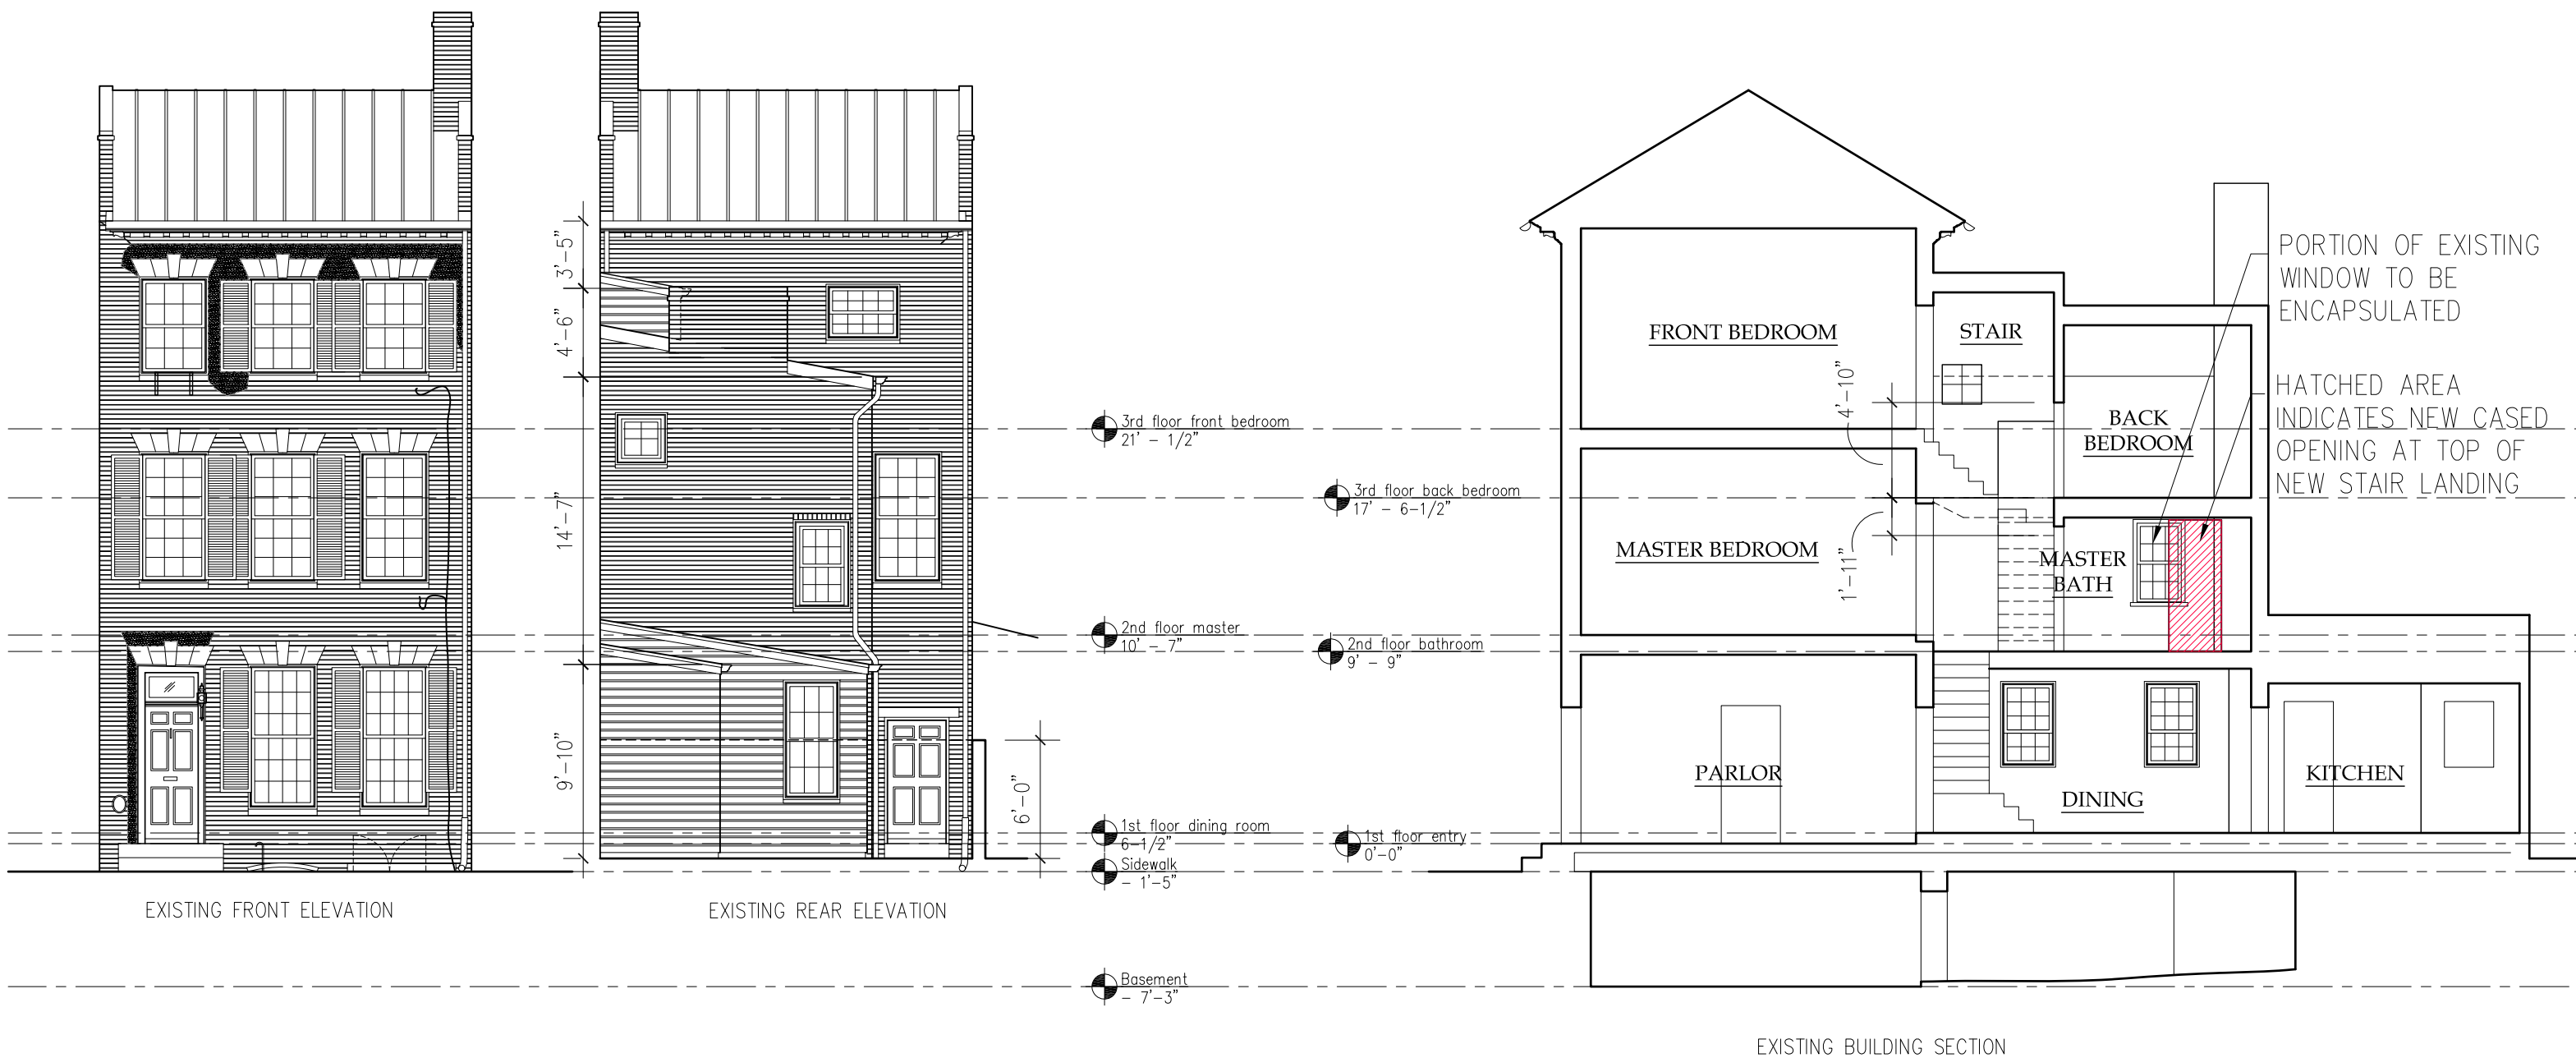 3'-5"
4'-6"
14'-7"
9'-10"
6'-0"
EXISTING FRONT ELEVATION
EXISTING REAR ELEVATION
3rd floor front bedroom
21' - 1/2"
3rd floor back bedroom
17' - 6-1/2"
2nd floor master
10' - 7"
2nd floor bathroom
9' - 9"
1st floor dining room
6-1/2"
1st floor entry
0'-0"
Sidewalk
- 1'-5"
Basement
- 7'-3"
FRONT BEDROOM
STAIR
4'-10"
BACK
BEDROOM
MASTER BEDROOM
1'-11"
MASTER
BATH
PARLOR
DINING
KITCHEN
PORTION OF EXISTING
WINDOW TO BE
ENCAPSULATED
HATCHED AREA
INDICATES NEW CASED
OPENING AT TOP OF
NEW STAIR LANDING
EXISTING BUILDING SECTION